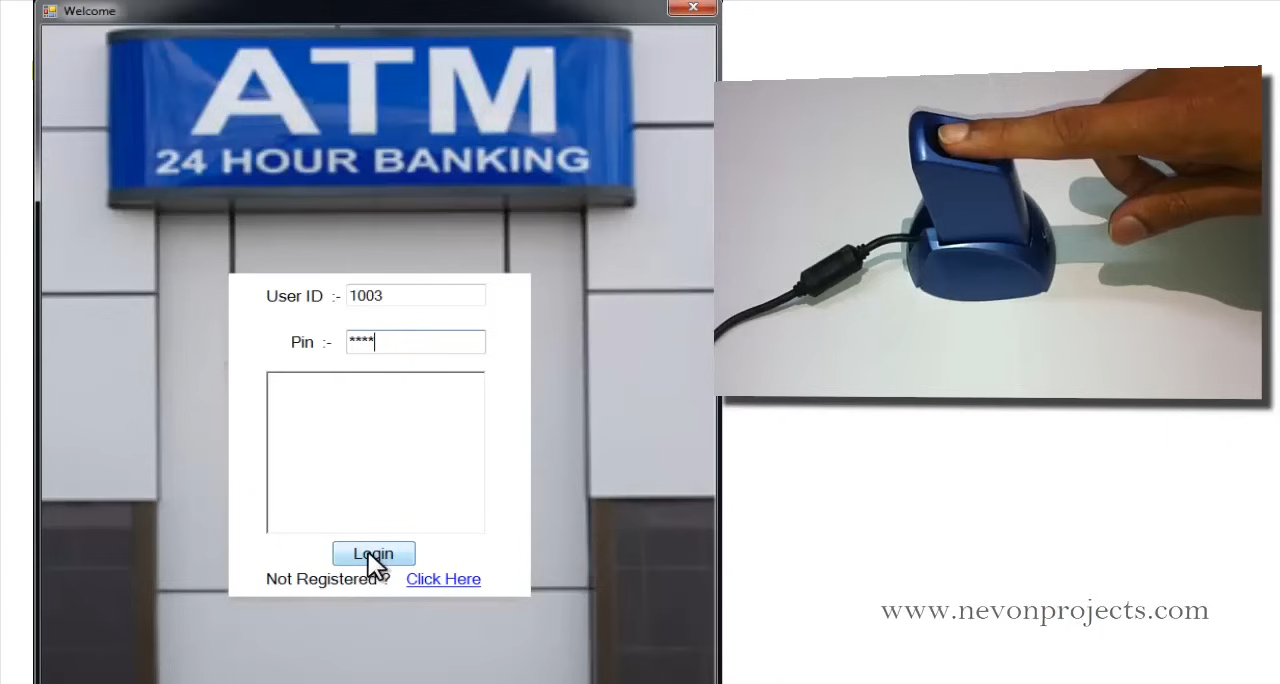 Welcome
ATM
24 HOUR BANKING
User ID :- 1003
Pin :- ****
Login
Not Registered ? Click Here
www.nevonprojects.com